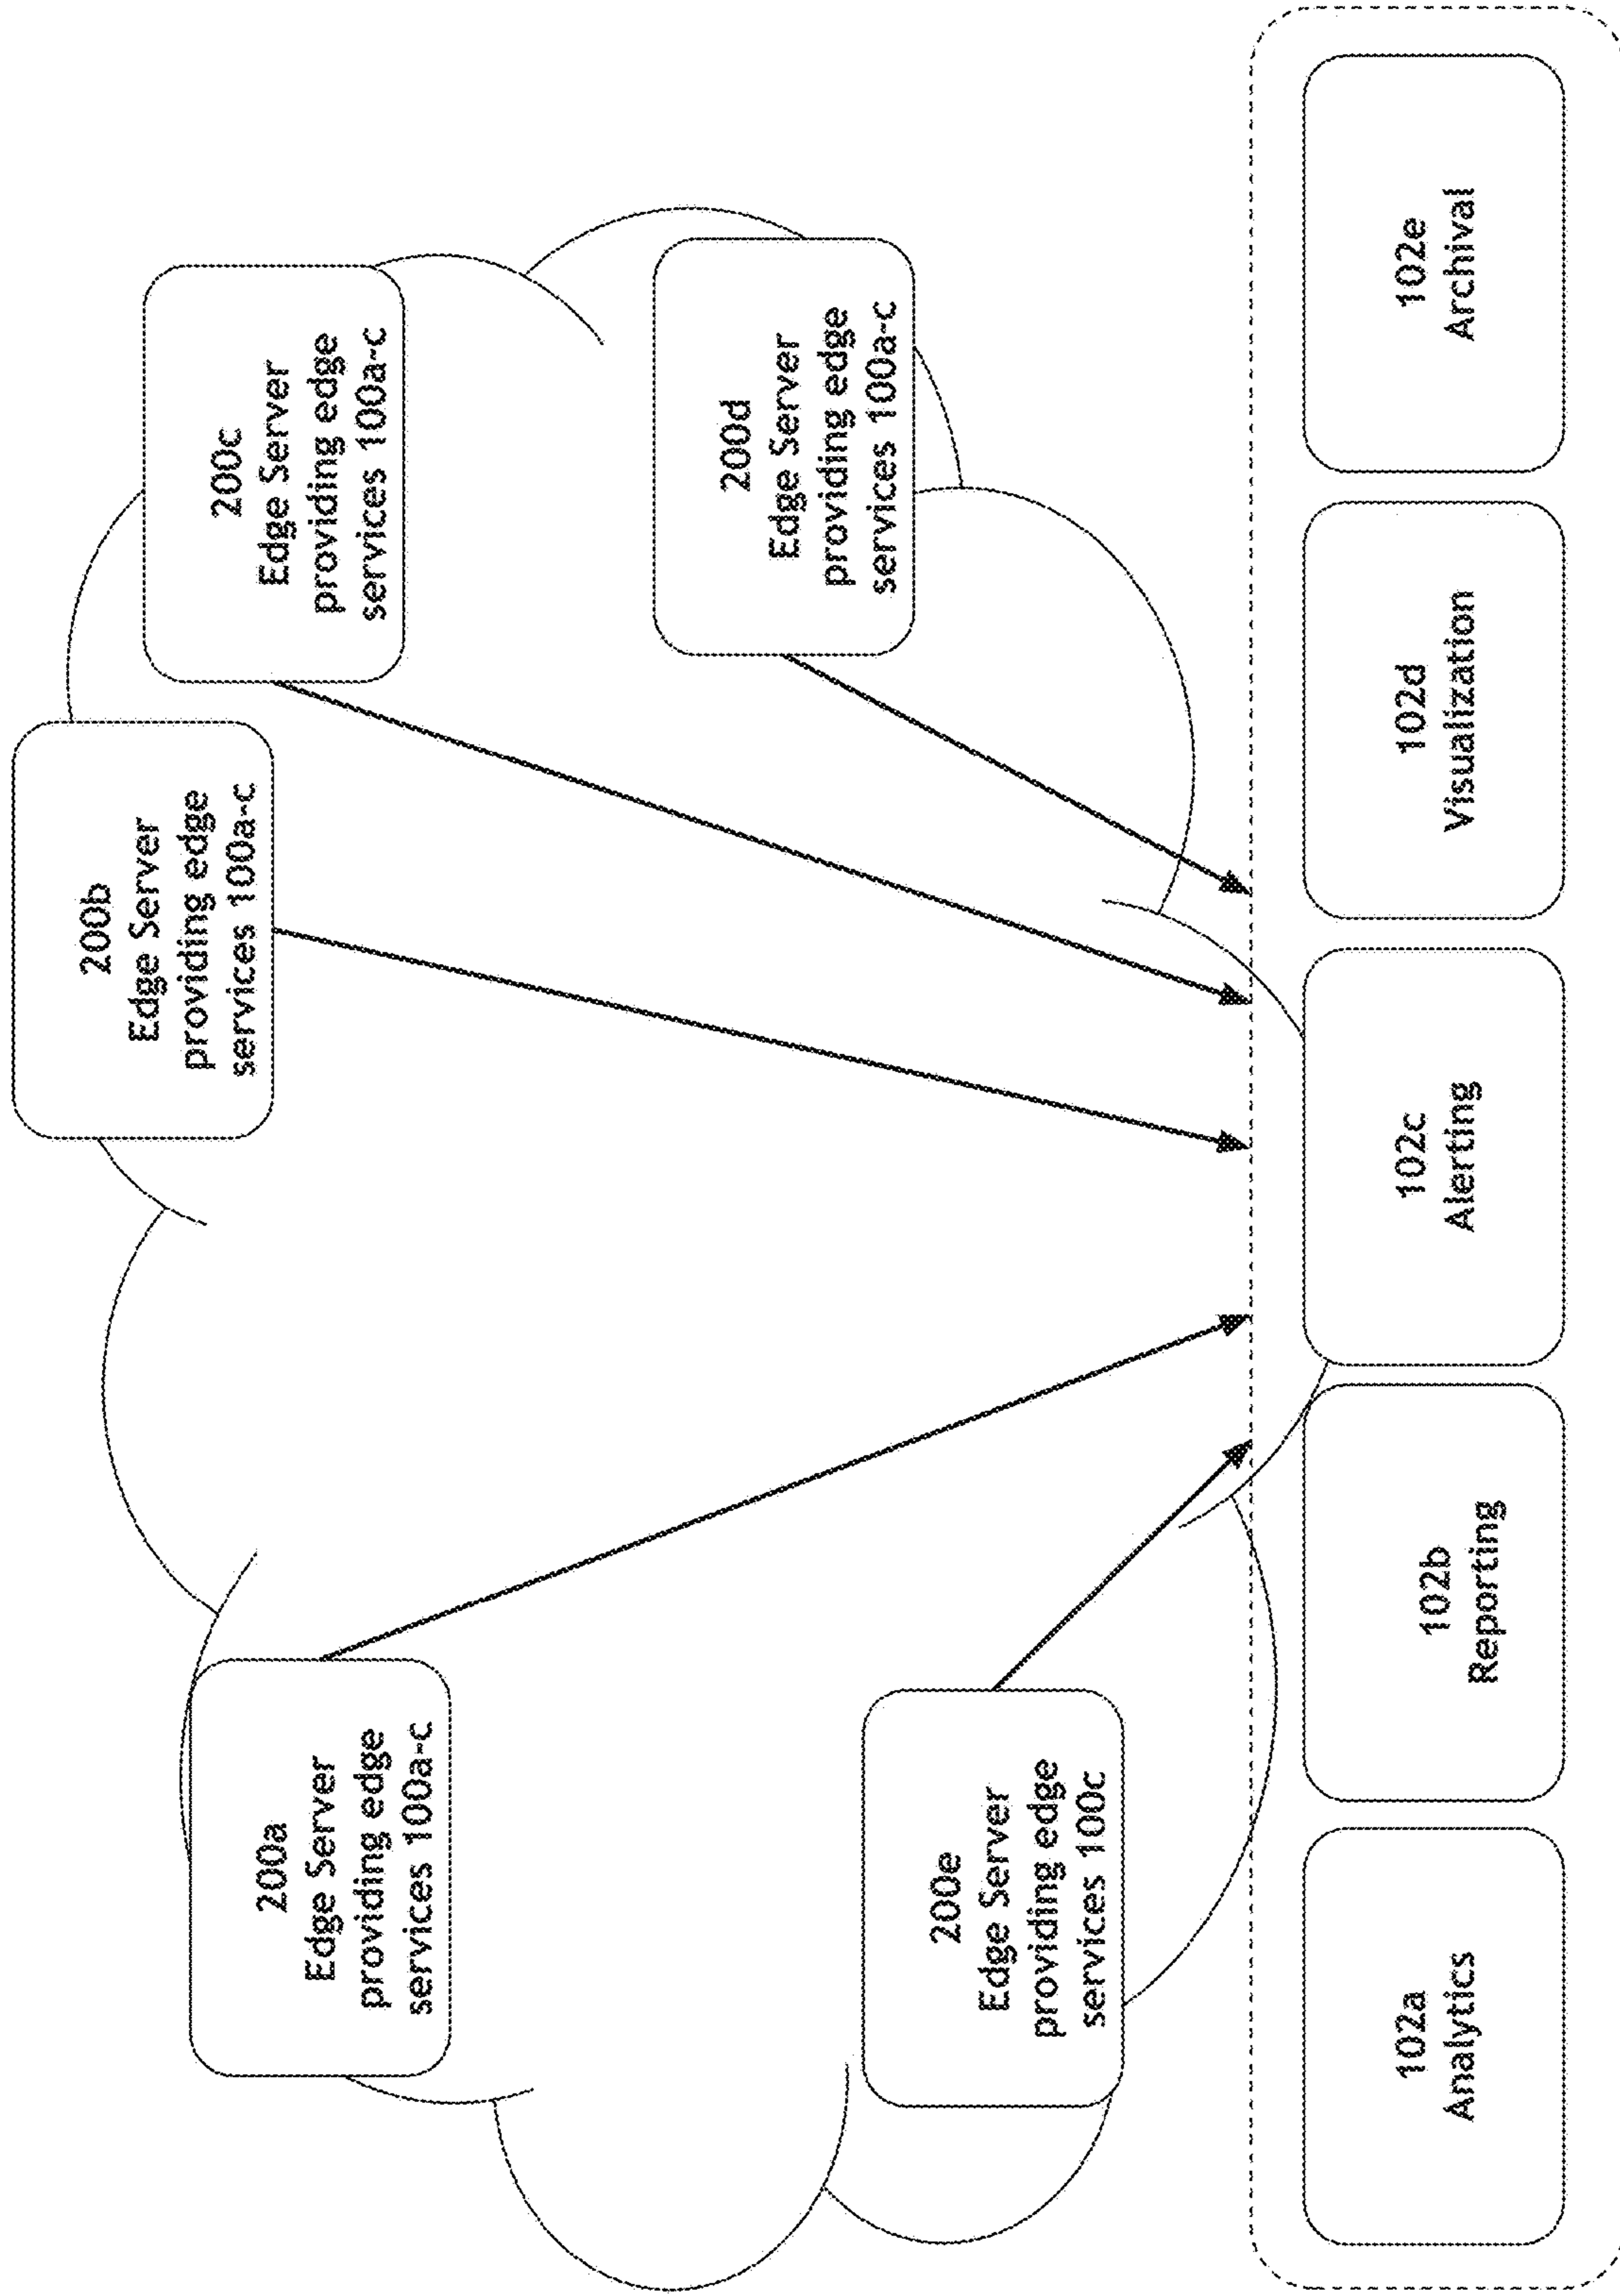 200a
Edge Server
providing edge
services 100a-c
200b
Edge Server
providing edge
services 100a-c
200c
Edge Server
providing edge
services 100a-c
200d
Edge Server
providing edge
services 100a-c
200e
Edge Server
providing edge
services 100c
102a
Analytics
102b
Reporting
102c
Alerting
102d
Visualization
102e
Archival